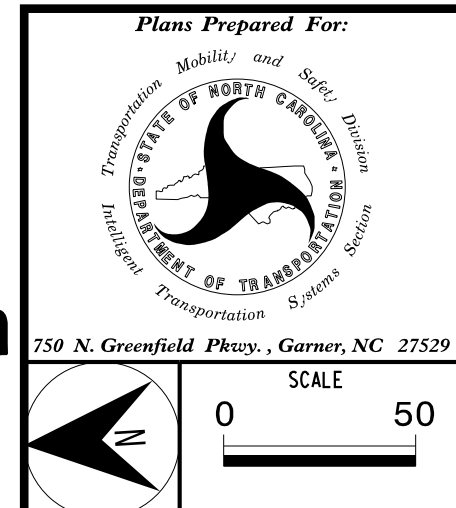 Plans Prepared For:
Transportation Mobility and Safety Division
STATE OF NORTH CAROLINA
DEPARTMENT OF TRANSPORTATION
Intelligent Transportation Systems Section
750 N. Greenfield Pkwy. , Garner, NC 27529
N
SCALE
0 50